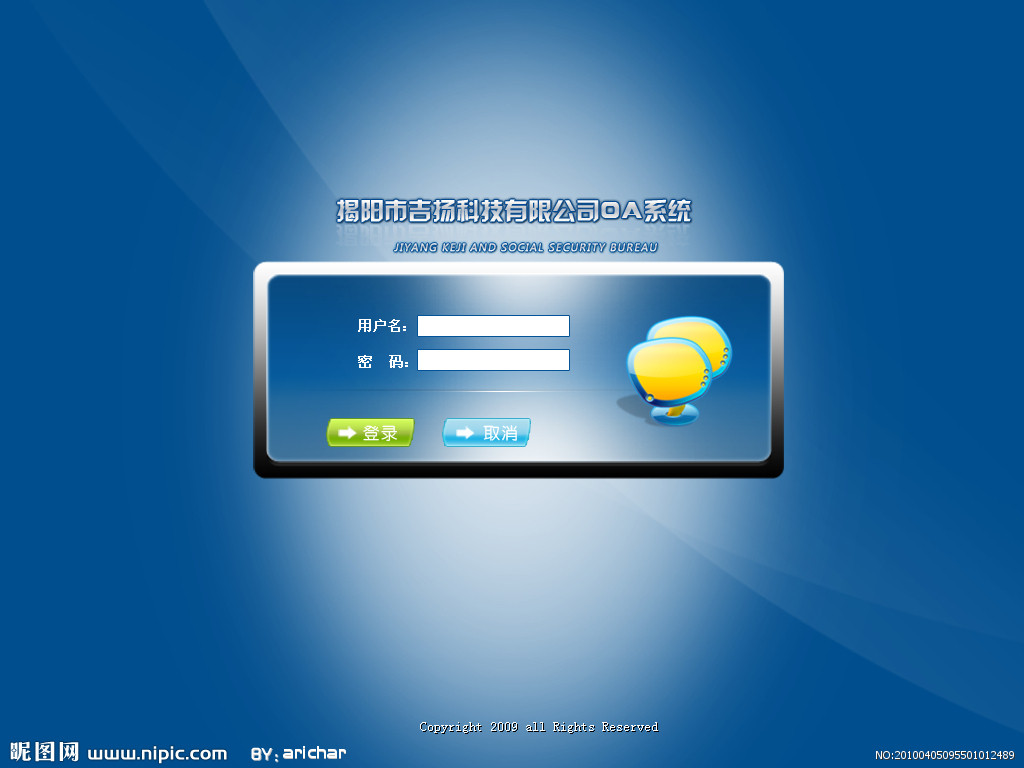 揭阳市吉扬科技有限公司OA系统
JIYANG KEJI AND SOCIAL SECURITY BUREAU
用户名：
密 码：
登录 取消
Copyright 2009 all Rights Reserved
昵图网 www.nipic.com BY:arichar
NO:20100405095501012489